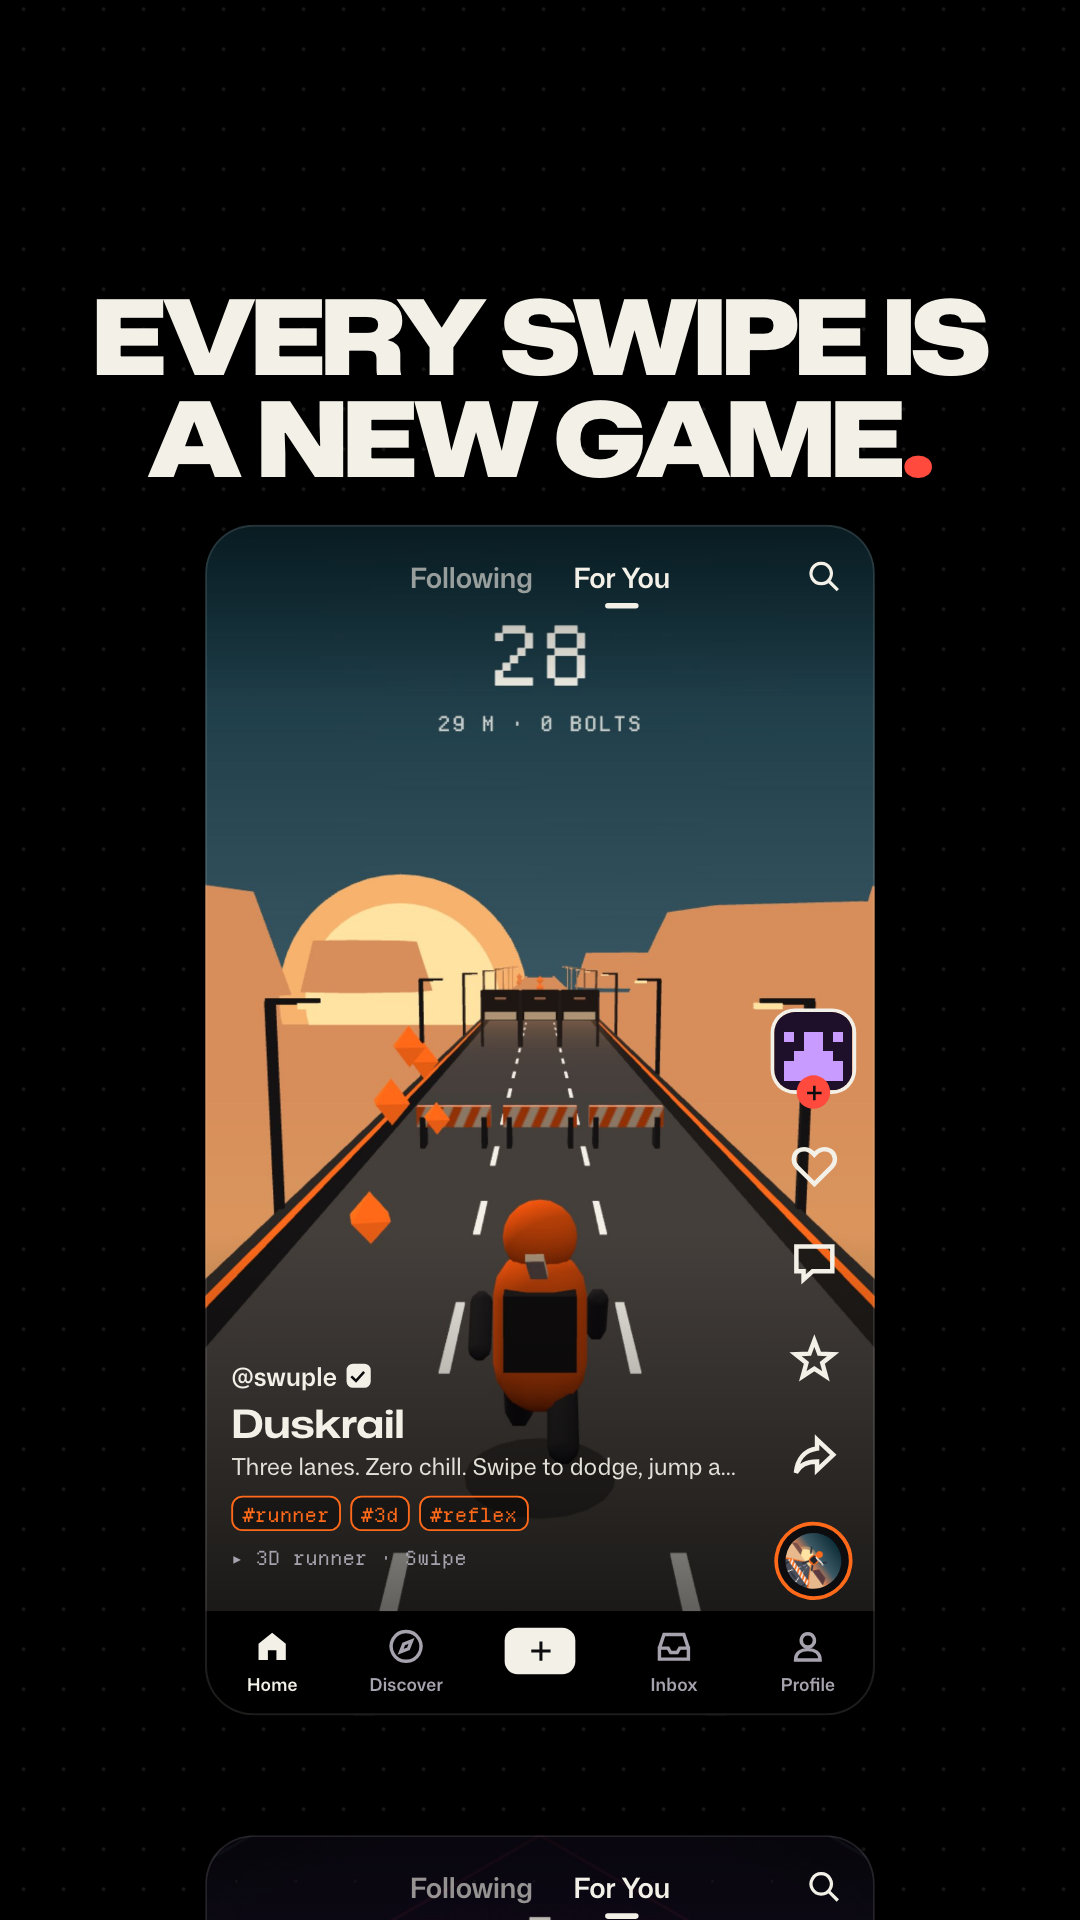 EVERY SWIPE IS
A NEW GAME.
Following For You
28
29 M · 0 BOLTS
@swuple
Duskrail
Three lanes. Zero chill. Swipe to dodge, jump a...
#runner #3d #reflex
▸ 3D runner · Swipe
Home Discover Inbox Profile
Following For You